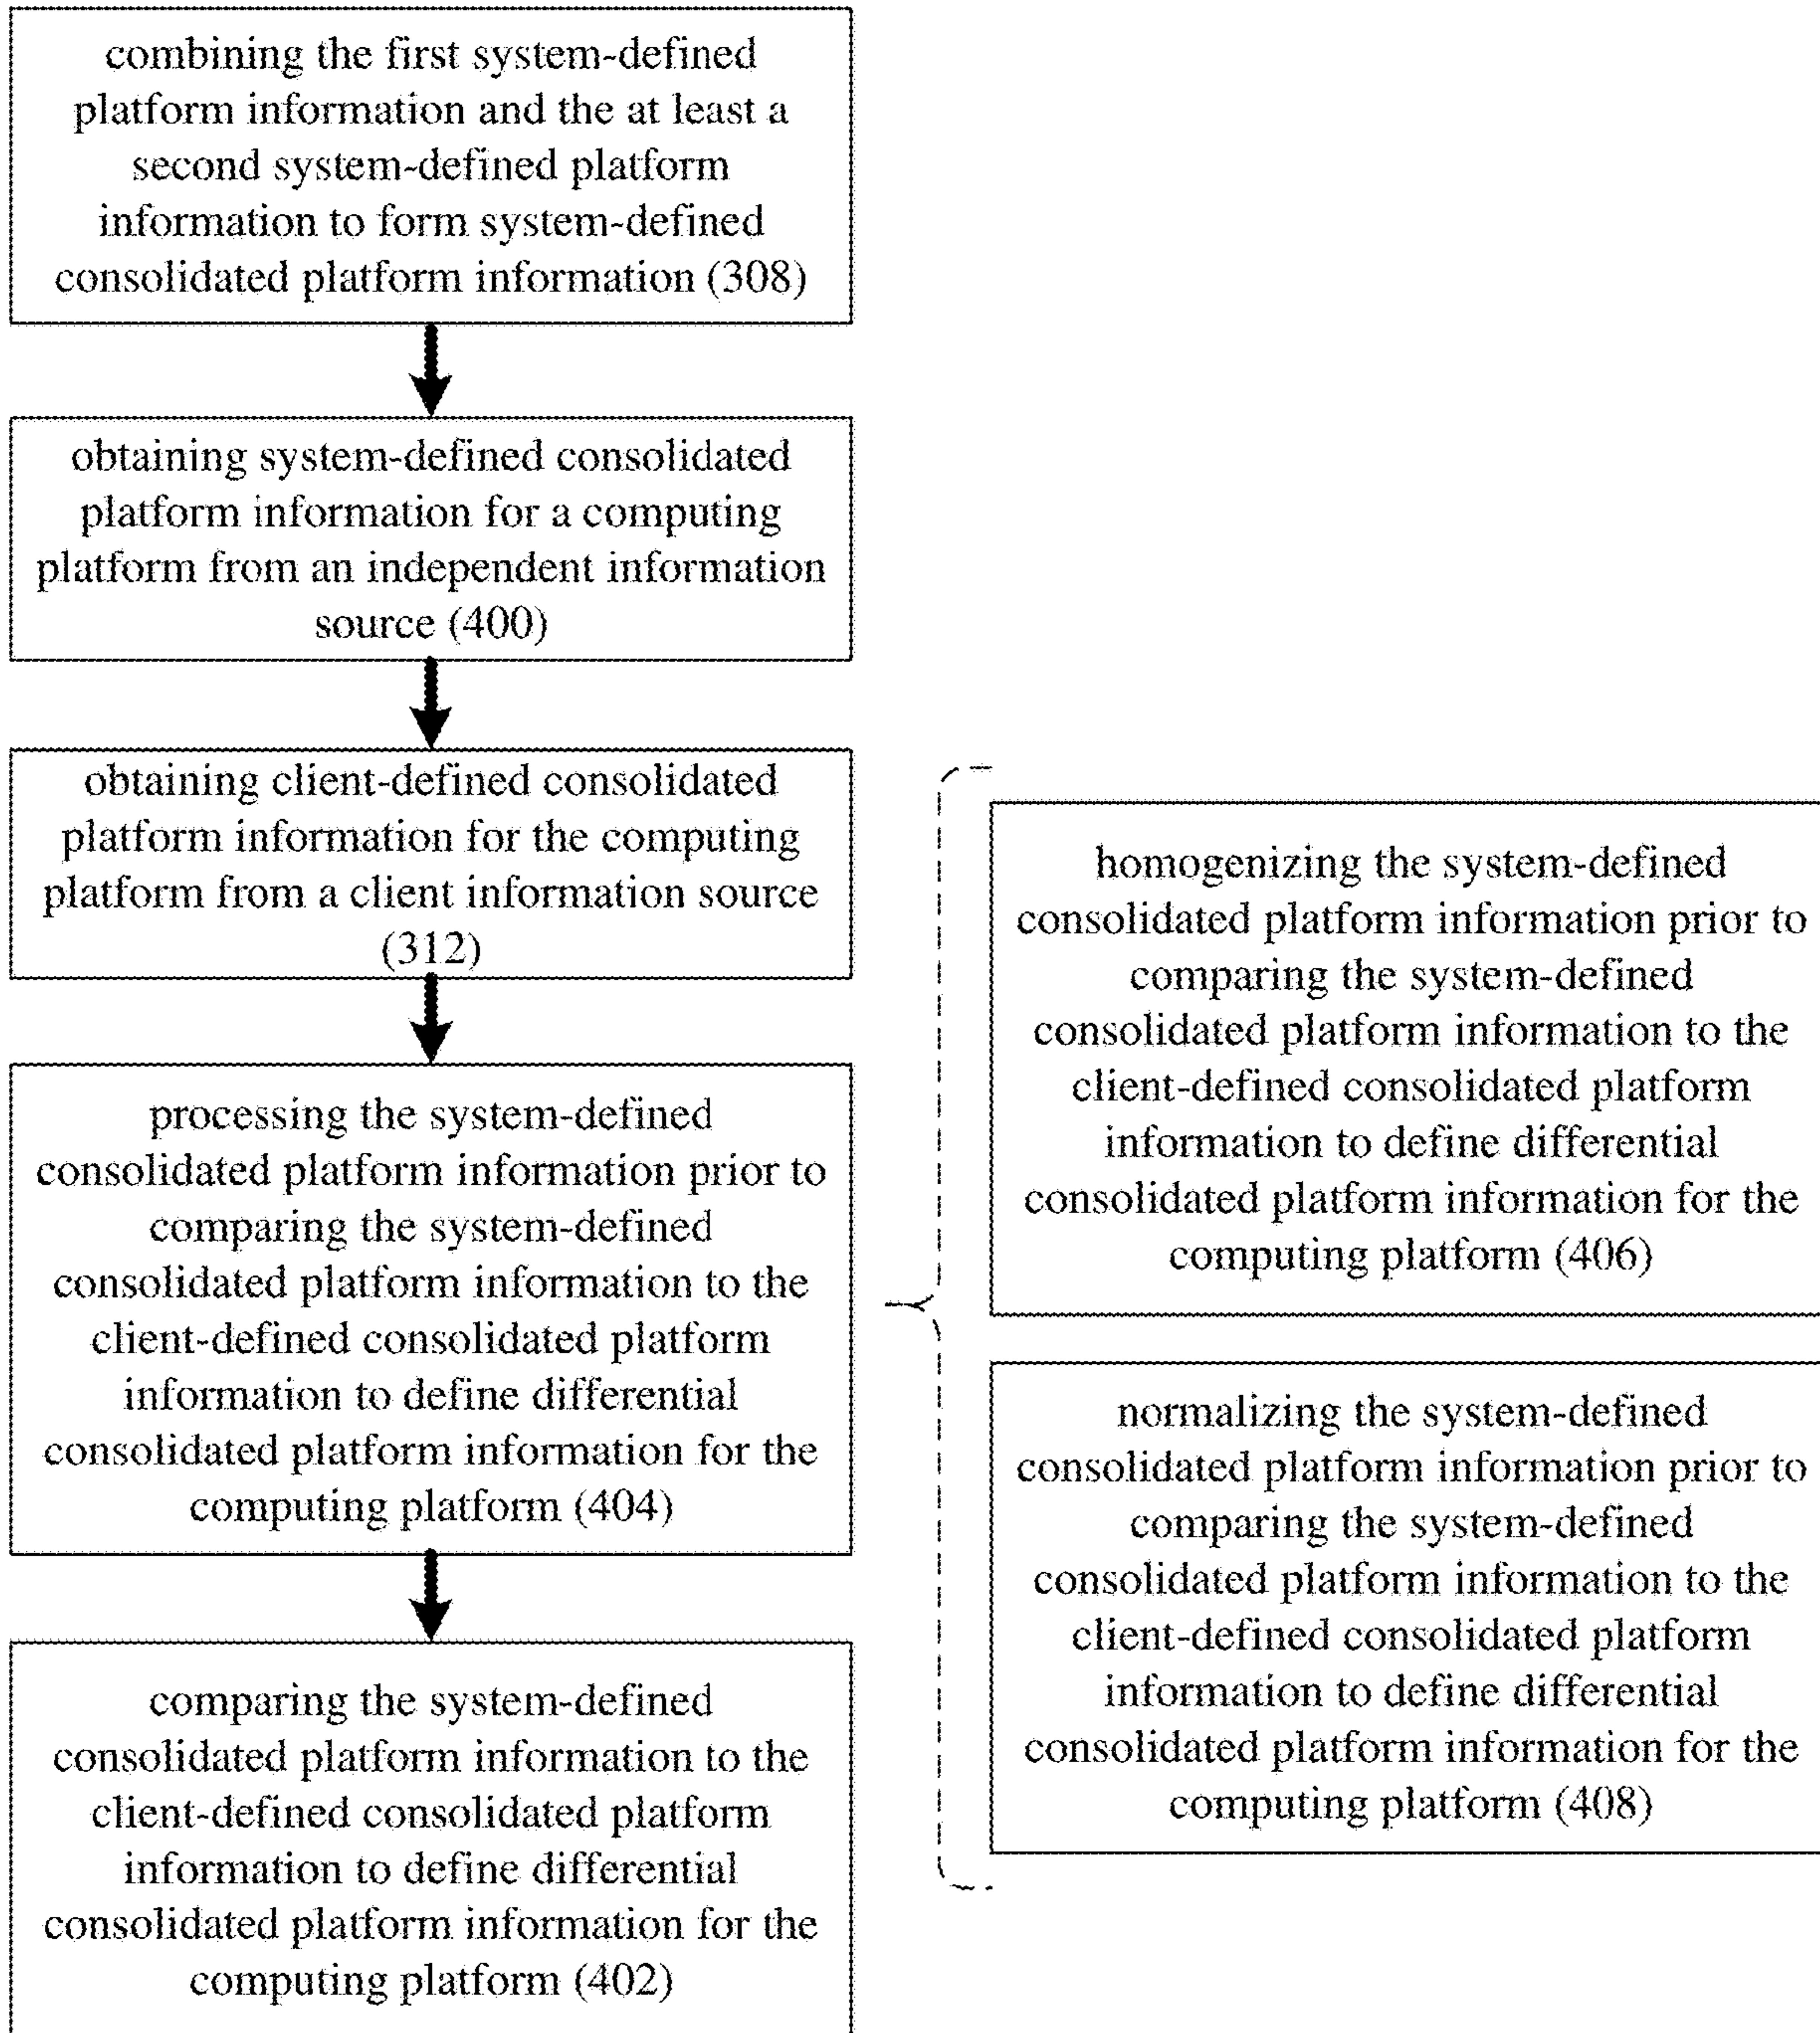 combining the first system-defined
platform information and the at least a
second system-defined platform
information to form system-defined
consolidated platform information (308)
obtaining system-defined consolidated
platform information for a computing
platform from an independent information
source (400)
obtaining client-defined consolidated
platform information for the computing
platform from a client information source
(312)
processing the system-defined
consolidated platform information prior to
comparing the system-defined
consolidated platform information to the
client-defined consolidated platform
information to define differential
consolidated platform information for the
computing platform (404)
comparing the system-defined
consolidated platform information to the
client-defined consolidated platform
information to define differential
consolidated platform information for the
computing platform (402)
homogenizing the system-defined
consolidated platform information prior to
comparing the system-defined
consolidated platform information to the
client-defined consolidated platform
information to define differential
consolidated platform information for the
computing platform (406)
normalizing the system-defined
consolidated platform information prior to
comparing the system-defined
consolidated platform information to the
client-defined consolidated platform
information to define differential
consolidated platform information for the
computing platform (408)